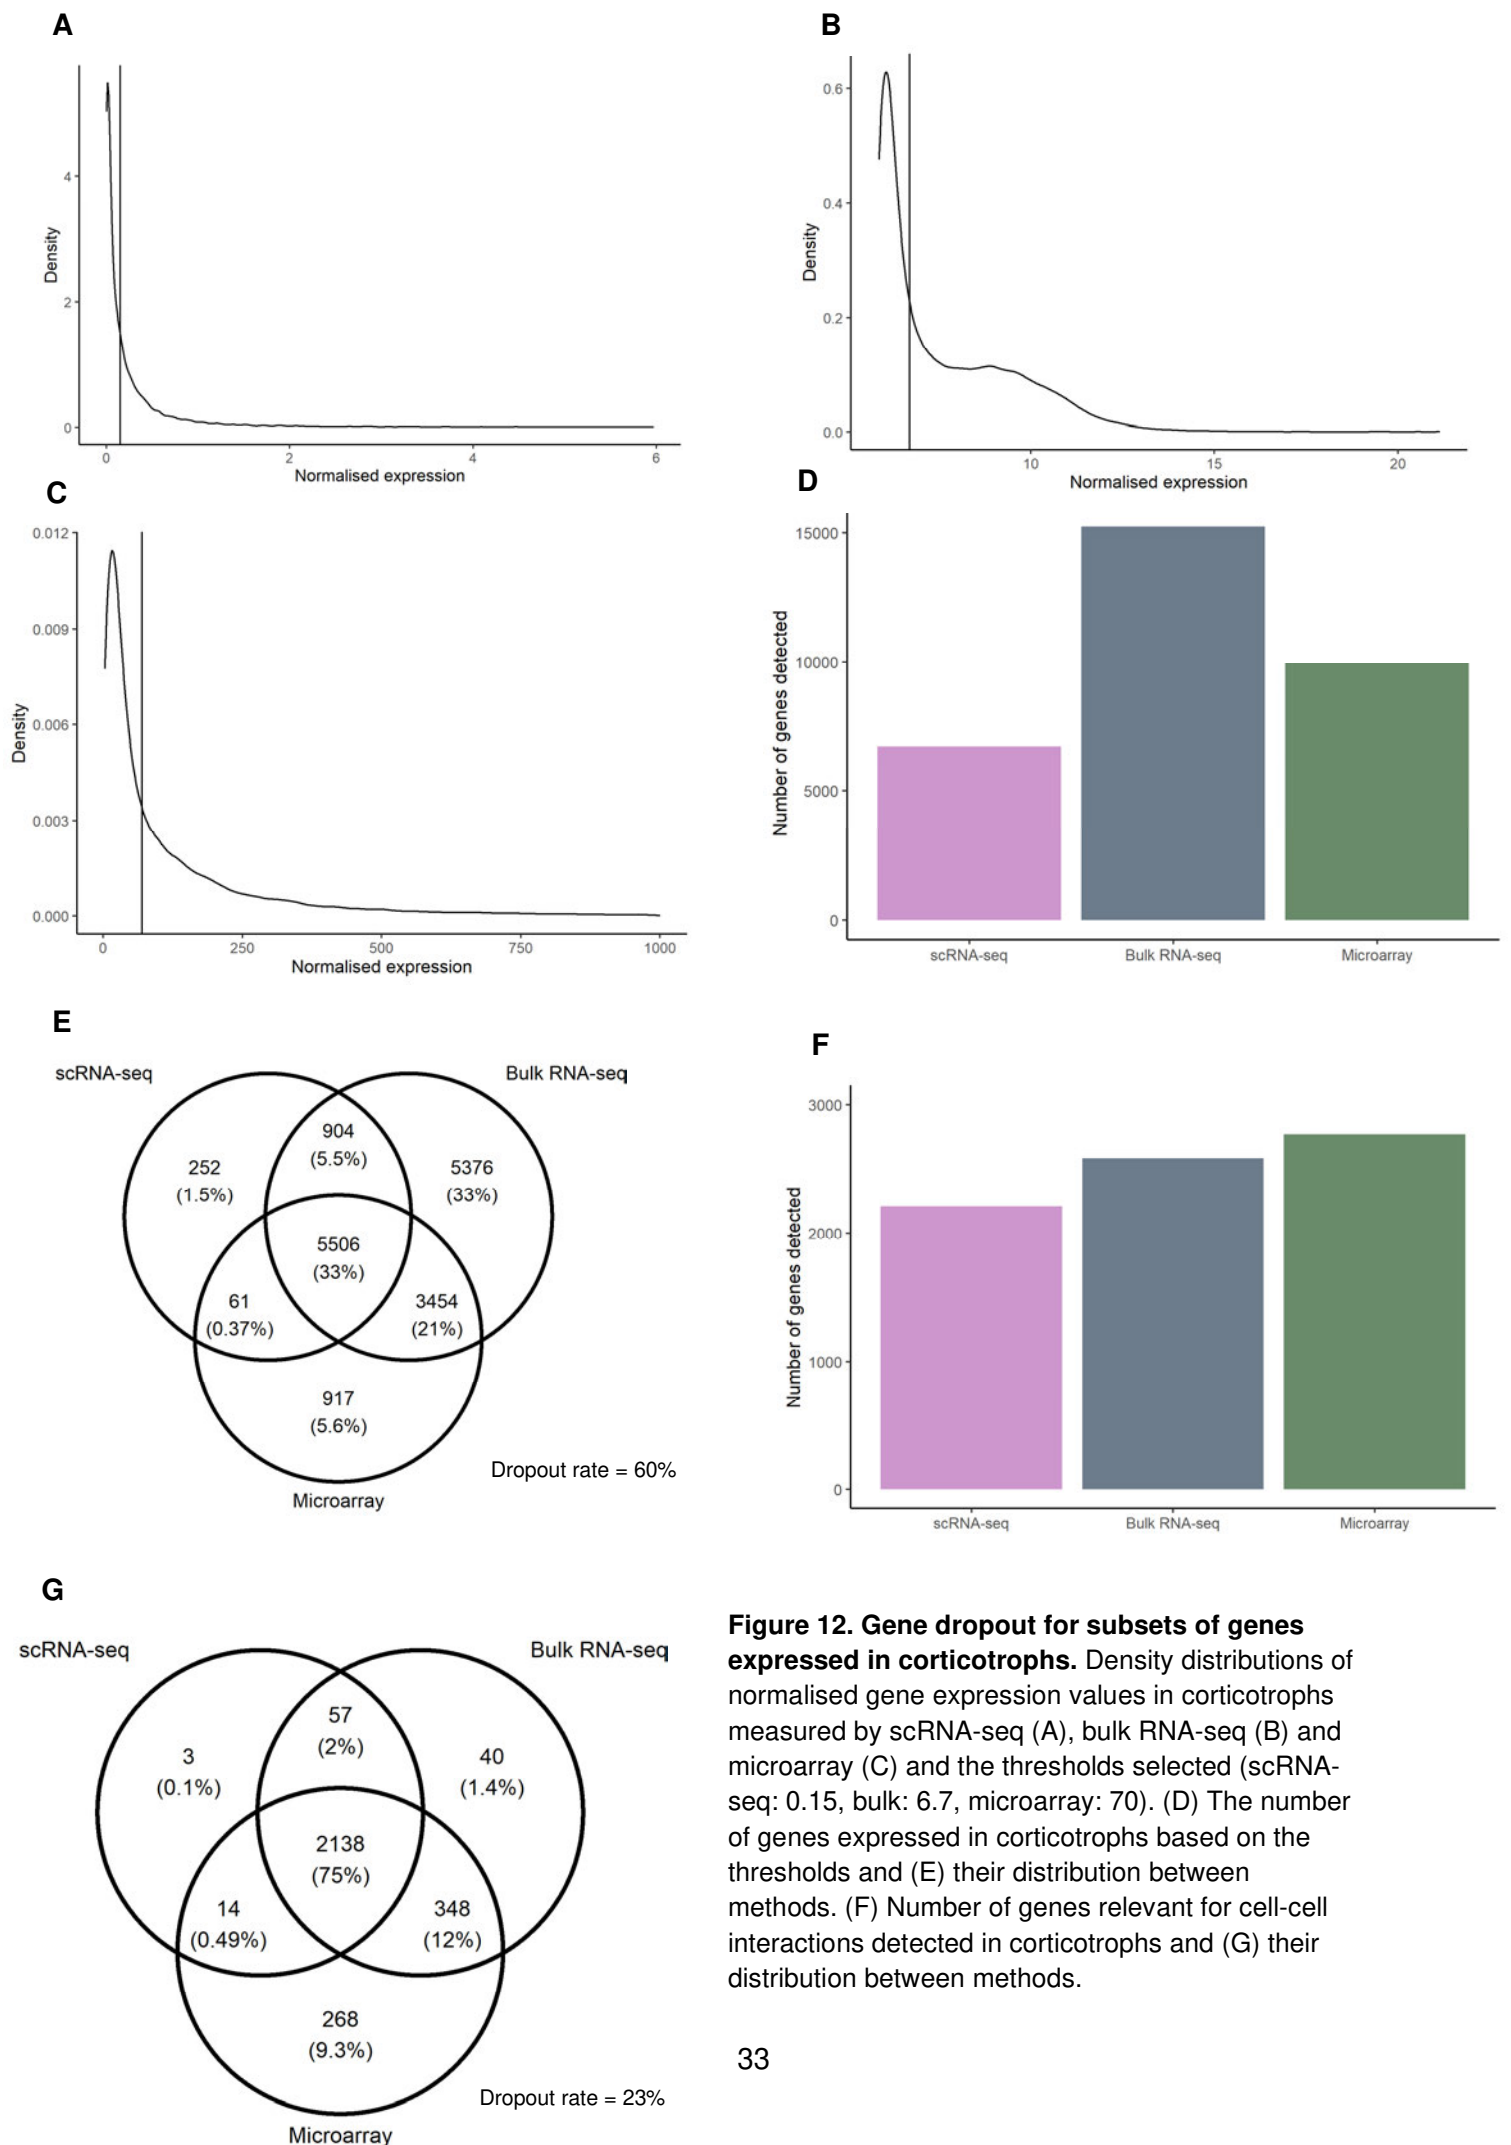 A
4
2
0
Density
0
2
4
6
Normalised expression
B
0.6
0.4
0.2
0.0
Density
10
15
20
Normalised expression
C
0.012
0.009
0.006
0.003
0.000
Density
0
250
500
750
1000
Normalised expression
D
15000
10000
5000
0
Number of genes detected
scRNA-seq
Bulk RNA-seq
Microarray
E
scRNA-seq
Bulk RNA-seq
904
(5.5%)
252
(1.5%)
5376
(33%)
5506
(33%)
61
(0.37%)
3454
(21%)
917
(5.6%)
Dropout rate = 60%
Microarray
F
3000
2000
1000
0
Number of genes detected
scRNA-seq
Bulk RNA-seq
Microarray
G
scRNA-seq
Bulk RNA-seq
57
(2%)
3
(0.1%)
40
(1.4%)
2138
(75%)
14
(0.49%)
348
(12%)
268
(9.3%)
Dropout rate = 23%
Microarray
Figure 12. Gene dropout for subsets of genes
expressed in corticotrophs. Density distributions of
normalised gene expression values in corticotrophs
measured by scRNA-seq (A), bulk RNA-seq (B) and
microarray (C) and the thresholds selected (scRNA-
seq: 0.15, bulk: 6.7, microarray: 70). (D) The number
of genes expressed in corticotrophs based on the
thresholds and (E) their distribution between
methods. (F) Number of genes relevant for cell-cell
interactions detected in corticotrophs and (G) their
distribution between methods.
33